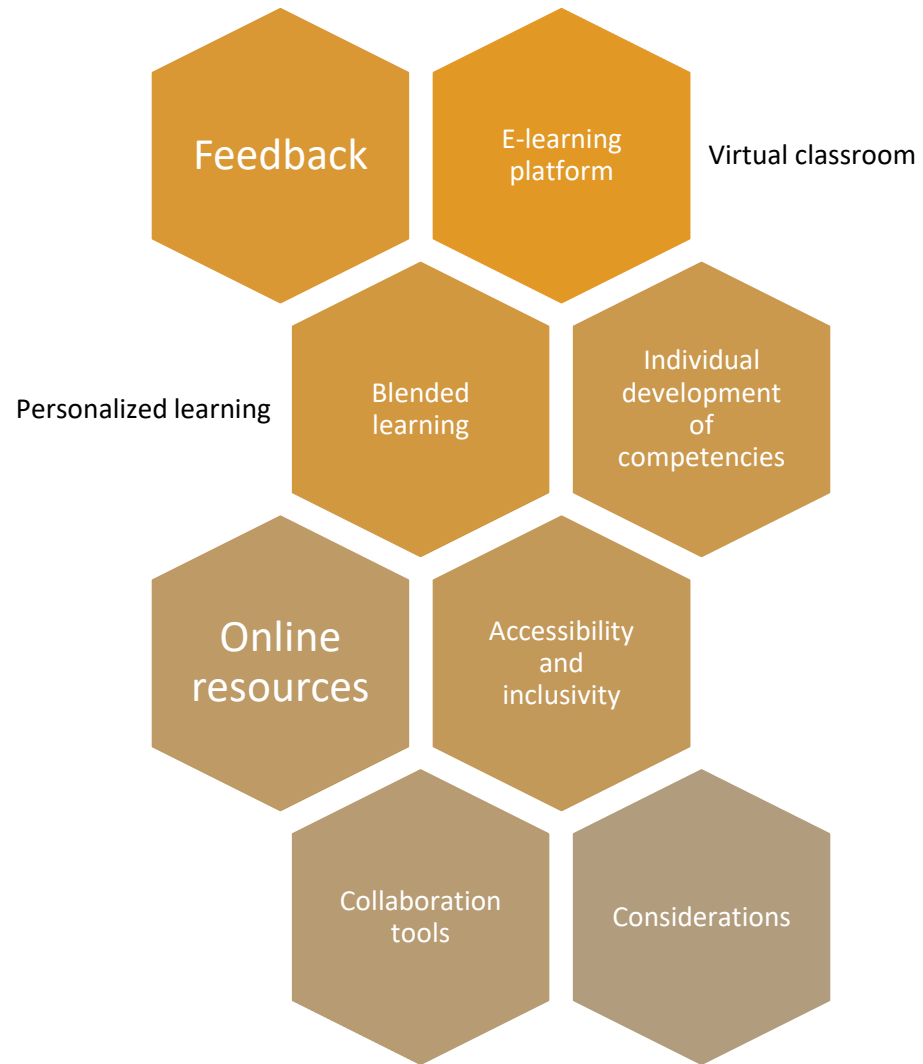 Feedback
E-learning
platform
Virtual classroom
Personalized learning
Blended
learning
Individual
development
of
competencies
Online
resources
Accessibility
and
inclusivity
Collaboration
tools
Considerations